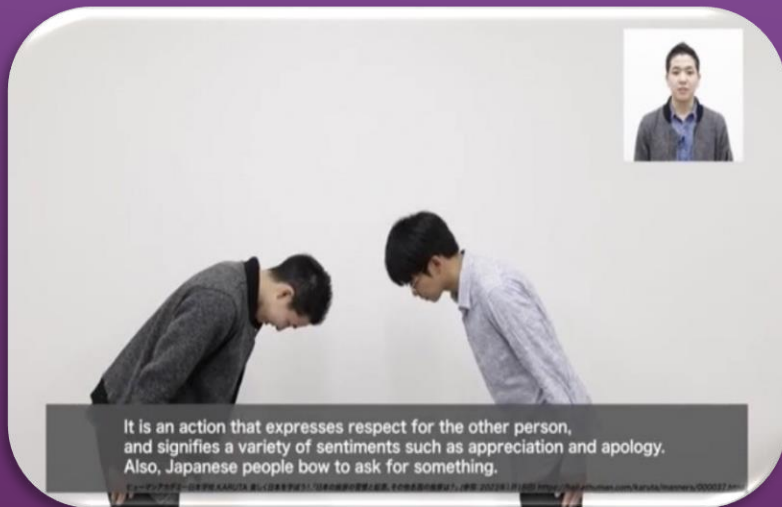 It is an action that expresses respect for the other person,
and signifies a variety of sentiments such as appreciation and apology.
Also, Japanese people bow to ask for something.